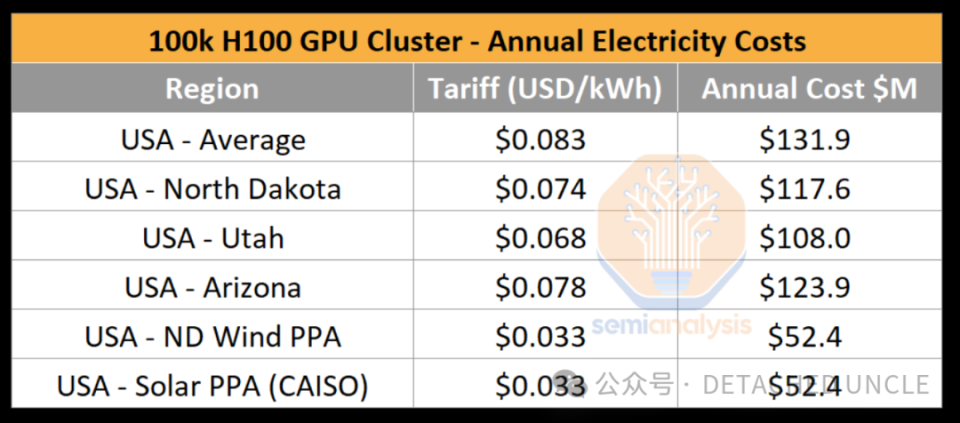 100k H100 GPU Cluster - Annual Electricity Costs
Region Tariff (USD/kWh) Annual Cost $M
USA - Average $0.083 $131.9
USA - North Dakota $0.074 $117.6
USA - Utah $0.068 $108.0
USA - Arizona $0.078 $123.9
semianalysis
USA - ND Wind PPA $0.033 $52.4
USA - Solar PPA (CAISO) $0.033 $52.4
公众号 · DETACHED UNCLE